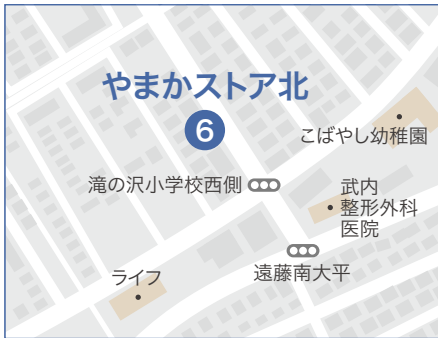 やまかストア北
6
こばやし幼稚園
滝の沢小学校西側
武内
整形外科
医院
遠藤南大平
ライフ